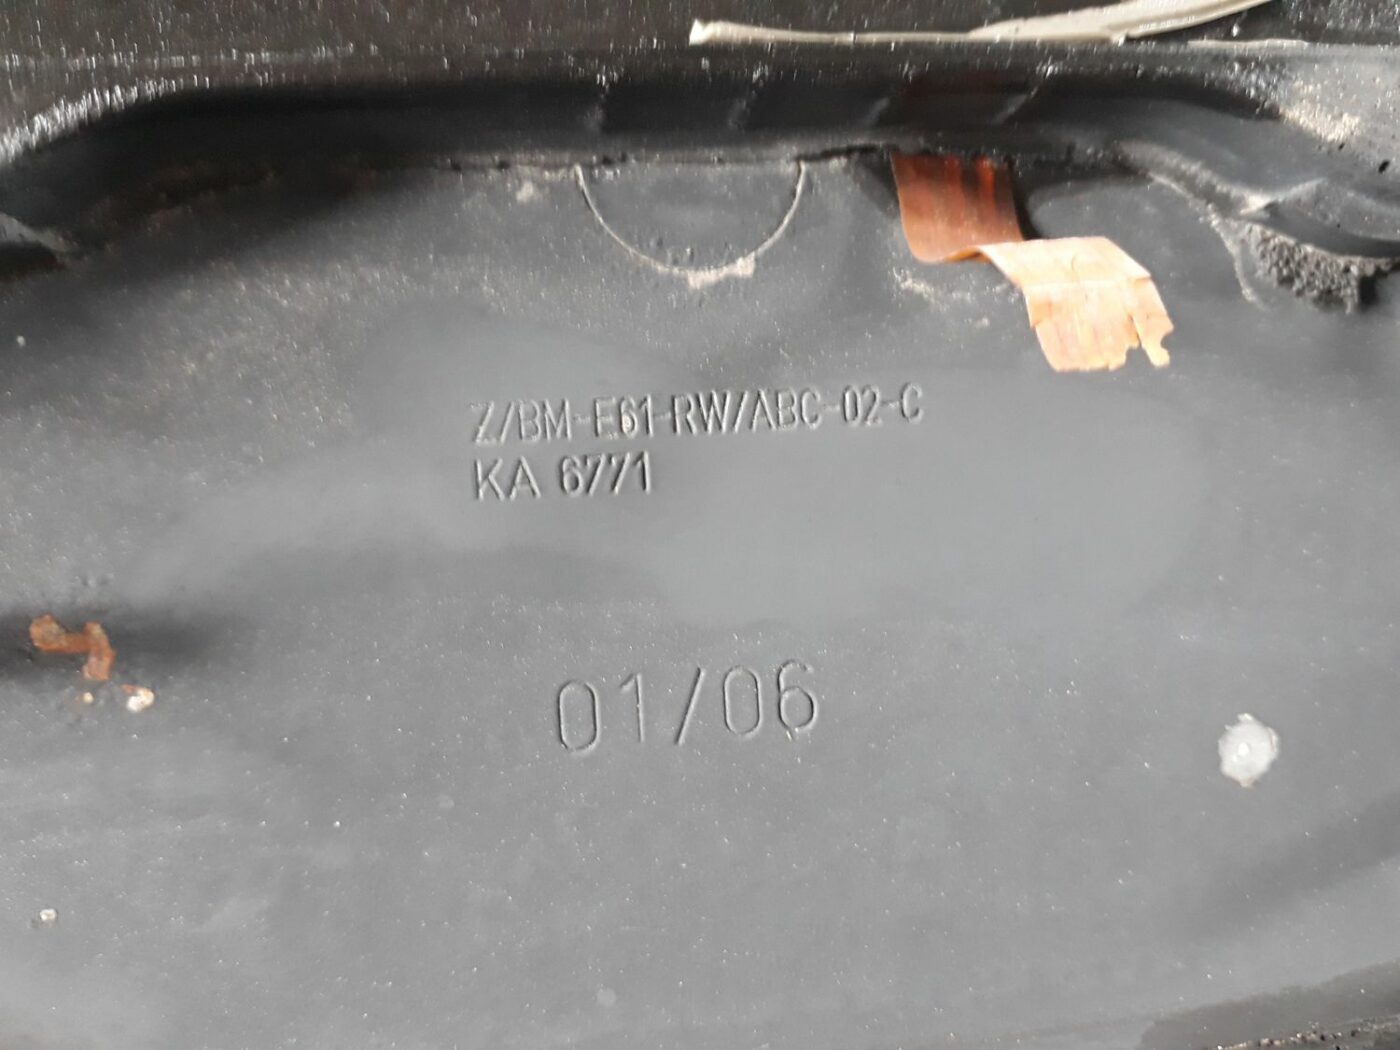 Z/BM-E61-RW/ABC-02-C
KA 6771
01/06